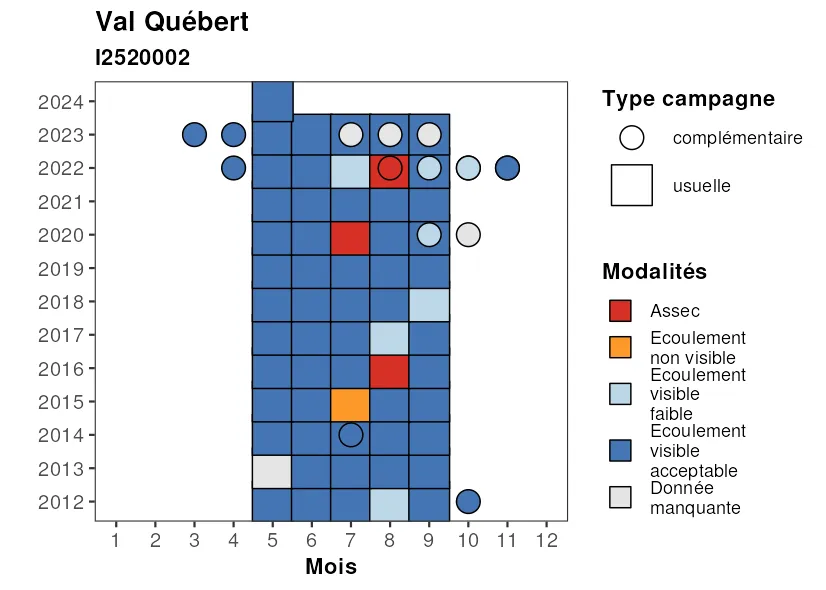 Val Québert
I2520002
2024
2023
2022
2021
2020
2019
2018
2017
2016
2015
2014
2013
2012
1 2 3 4 5 6 7 8 9 10 11 12
Mois
Type campagne
complémentaire
usuelle
Modalités
Assec
Ecoulement
non visible
Ecoulement
visible
faible
Ecoulement
visible
acceptable
Donnée
manquante